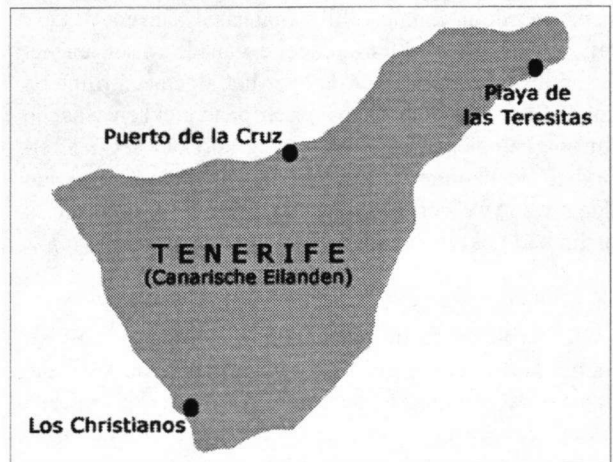 Playa de
las Teresitas
Puerto de la Cruz
TENERIFE
(Canarische Eilanden)
Los Christianos